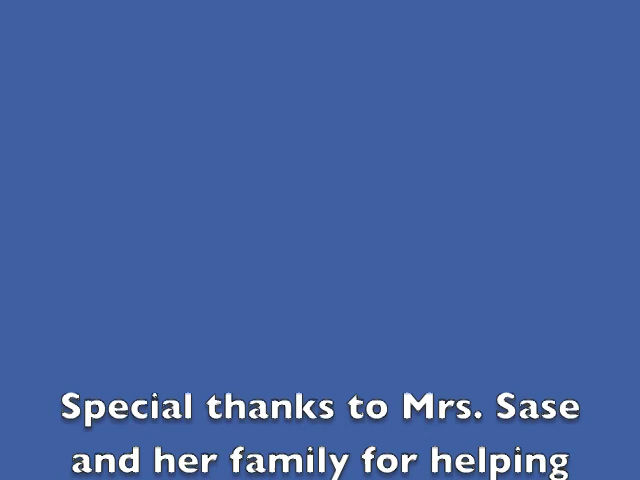 Special thanks to Mrs. Sase
and her family for helping